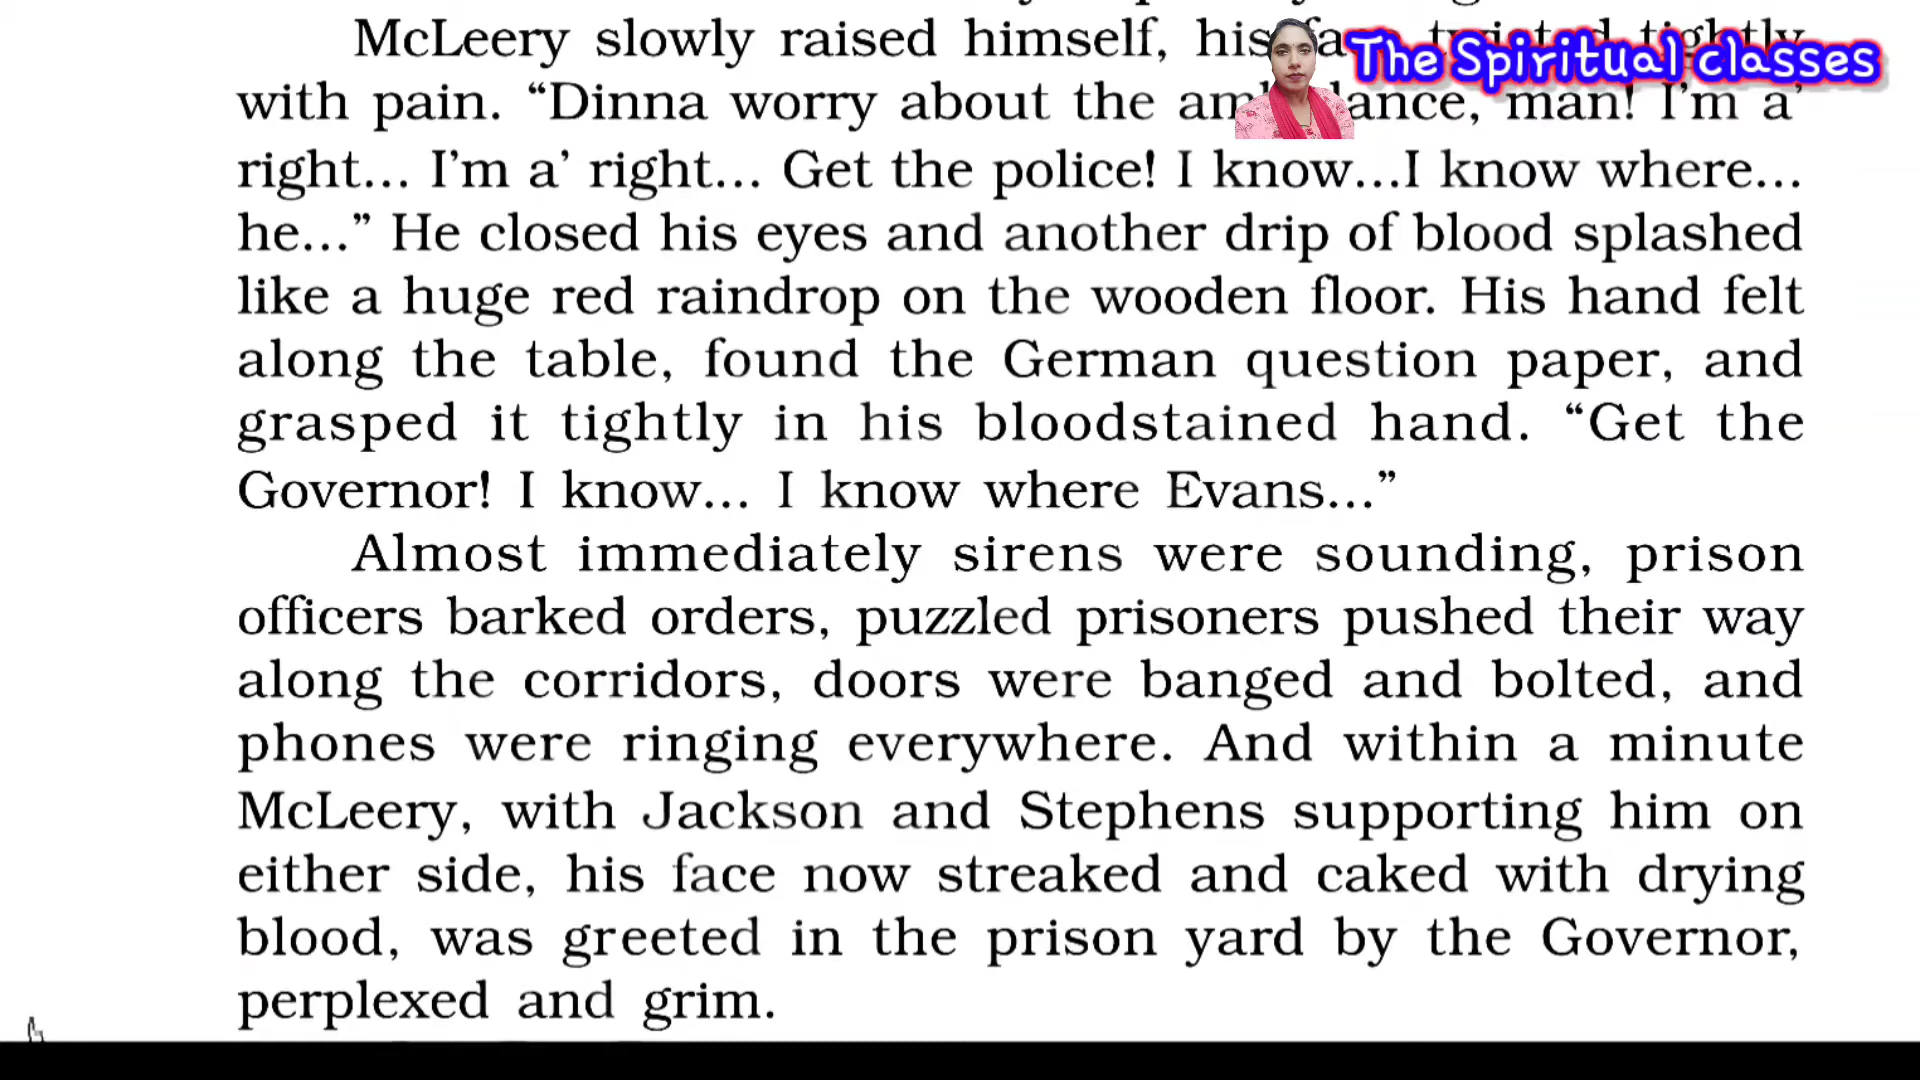 McLeery slowly raised himself, his tightly
The Spiritual classes
with pain. “Dinna worry about the man! I’m a’
right... I’m a’ right... Get the police! I know...I know where...
he...” He closed his eyes and another drip of blood splashed
like a huge red raindrop on the wooden floor. His hand felt
along the table, found the German question paper, and
grasped it tightly in his bloodstained hand. “Get the
Governor! I know... I know where Evans...”
Almost immediately sirens were sounding, prison
officers barked orders, puzzled prisoners pushed their way
along the corridors, doors were banged and bolted, and
phones were ringing everywhere. And within a minute
McLeery, with Jackson and Stephens supporting him on
either side, his face now streaked and caked with drying
blood, was greeted in the prison yard by the Governor,
perplexed and grim.